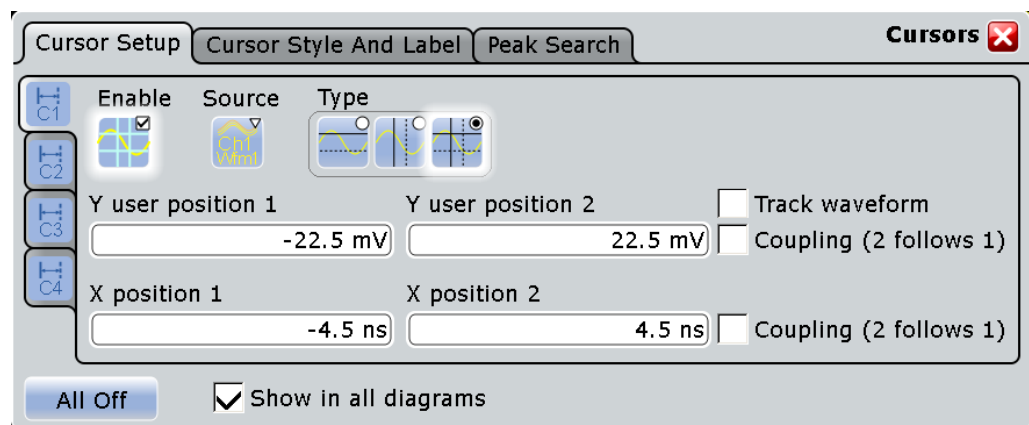 Cursor Setup Cursor Style And Label Peak Search Cursors
C1 Enable Source Type
Ch1
Wfm1
C2
Y user position 1 Y user position 2 Track waveform
C3 -22.5 mV 22.5 mV Coupling (2 follows 1)
C4 X position 1 X position 2
-4.5 ns 4.5 ns Coupling (2 follows 1)
All Off Show in all diagrams